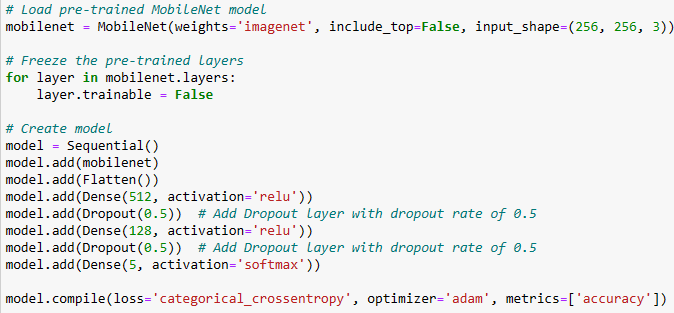 # Load pre-trained MobileNet model
mobilenet = MobileNet(weights='imagenet', include_top=False, input_shape=(256, 256, 3))

# Freeze the pre-trained layers
for layer in mobilenet.layers:
    layer.trainable = False

# Create model
model = Sequential()
model.add(mobilenet)
model.add(Flatten())
model.add(Dense(512, activation='relu'))
model.add(Dropout(0.5))  # Add Dropout layer with dropout rate of 0.5
model.add(Dense(128, activation='relu'))
model.add(Dropout(0.5))  # Add Dropout layer with dropout rate of 0.5
model.add(Dense(5, activation='softmax'))

model.compile(loss='categorical_crossentropy', optimizer='adam', metrics=['accuracy'])